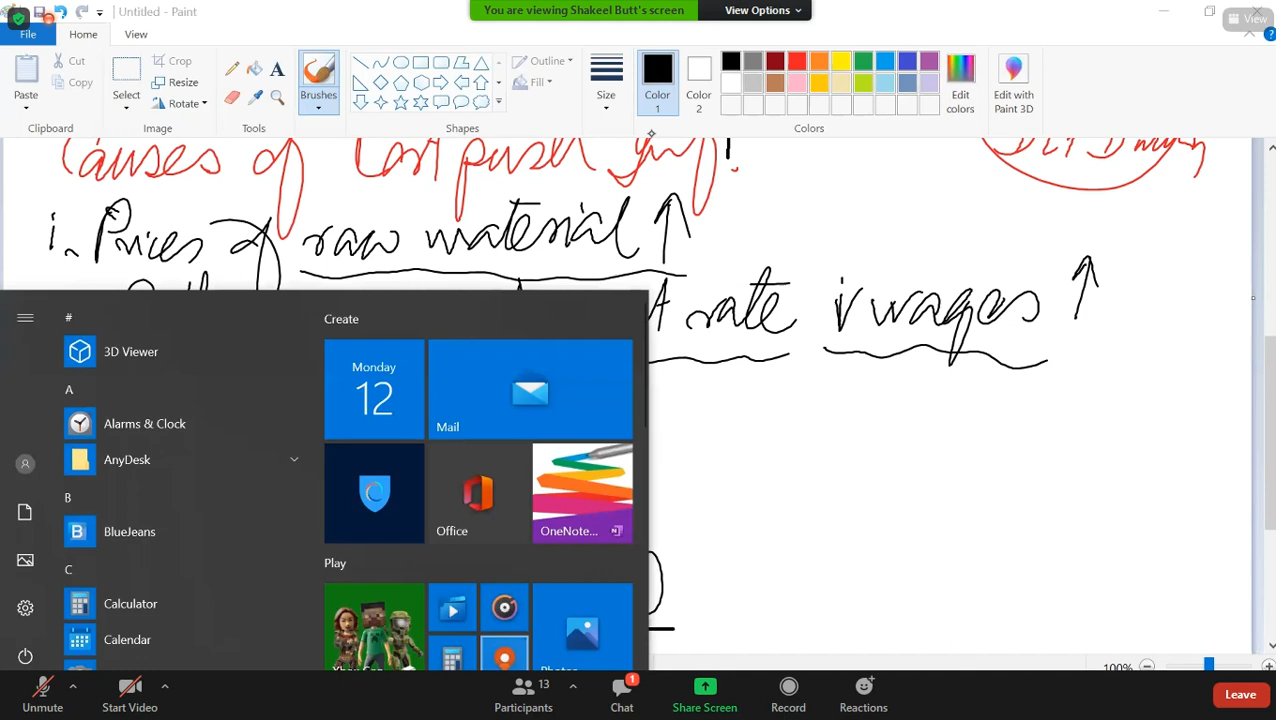 Untitled - Paint
You are viewing Shakeel Butt's screen
View Options
View
File
Home
View
Paste
Cut
Copy
Clipboard
Select
Crop
Resize
Rotate
Image
Tools
Brushes
Outline
Fill
Shapes
Size
Color 1
Color 2
Edit colors
Edit with Paint 3D
Colors
Causes of Cost push Inf!
i. Prices of raw material ↑
rate
wages ↑
#
3D Viewer
A
Alarms & Clock
AnyDesk
B
BlueJeans
C
Calculator
Calendar
Create
Monday
12
Mail
Office
OneNote...
Play
Photos
100%
Unmute
Start Video
13
Participants
1
Chat
Share Screen
Record
Reactions
Leave